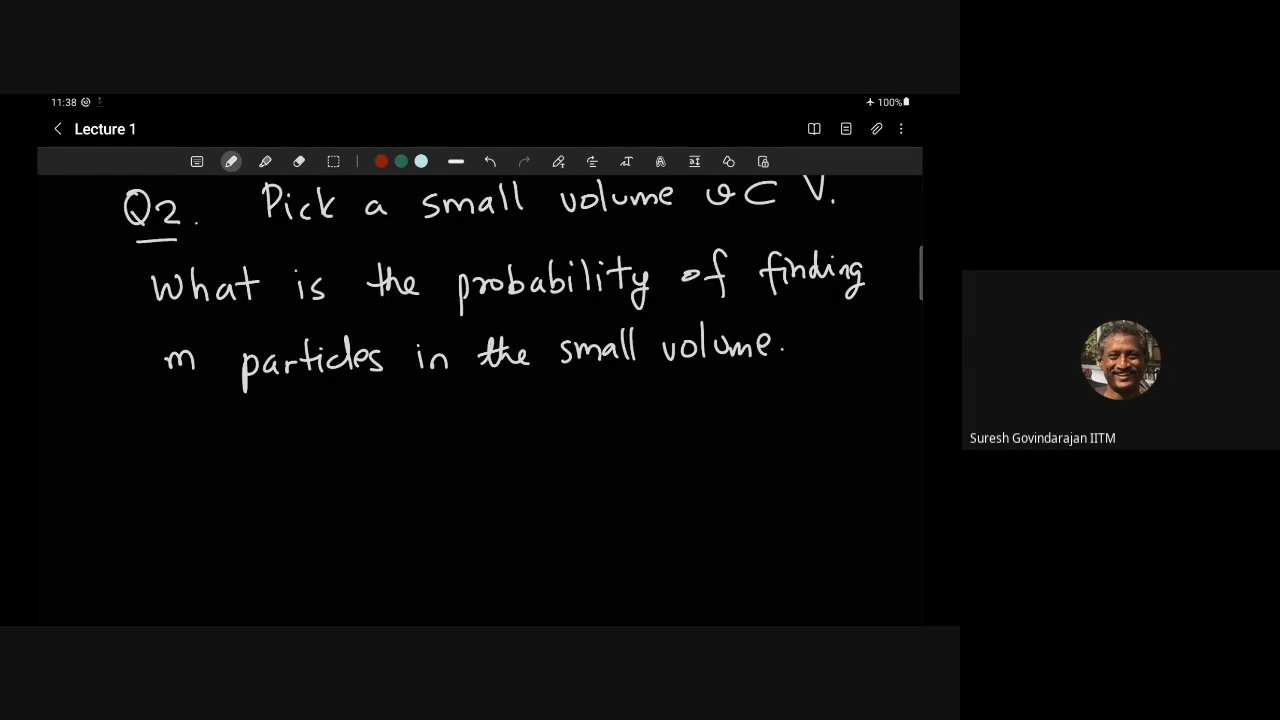 11:38
100%
Lecture 1
Q2. Pick a small volume v ⊂ V.
What is the probability of finding
m particles in the small volume.
Suresh Govindarajan IITM